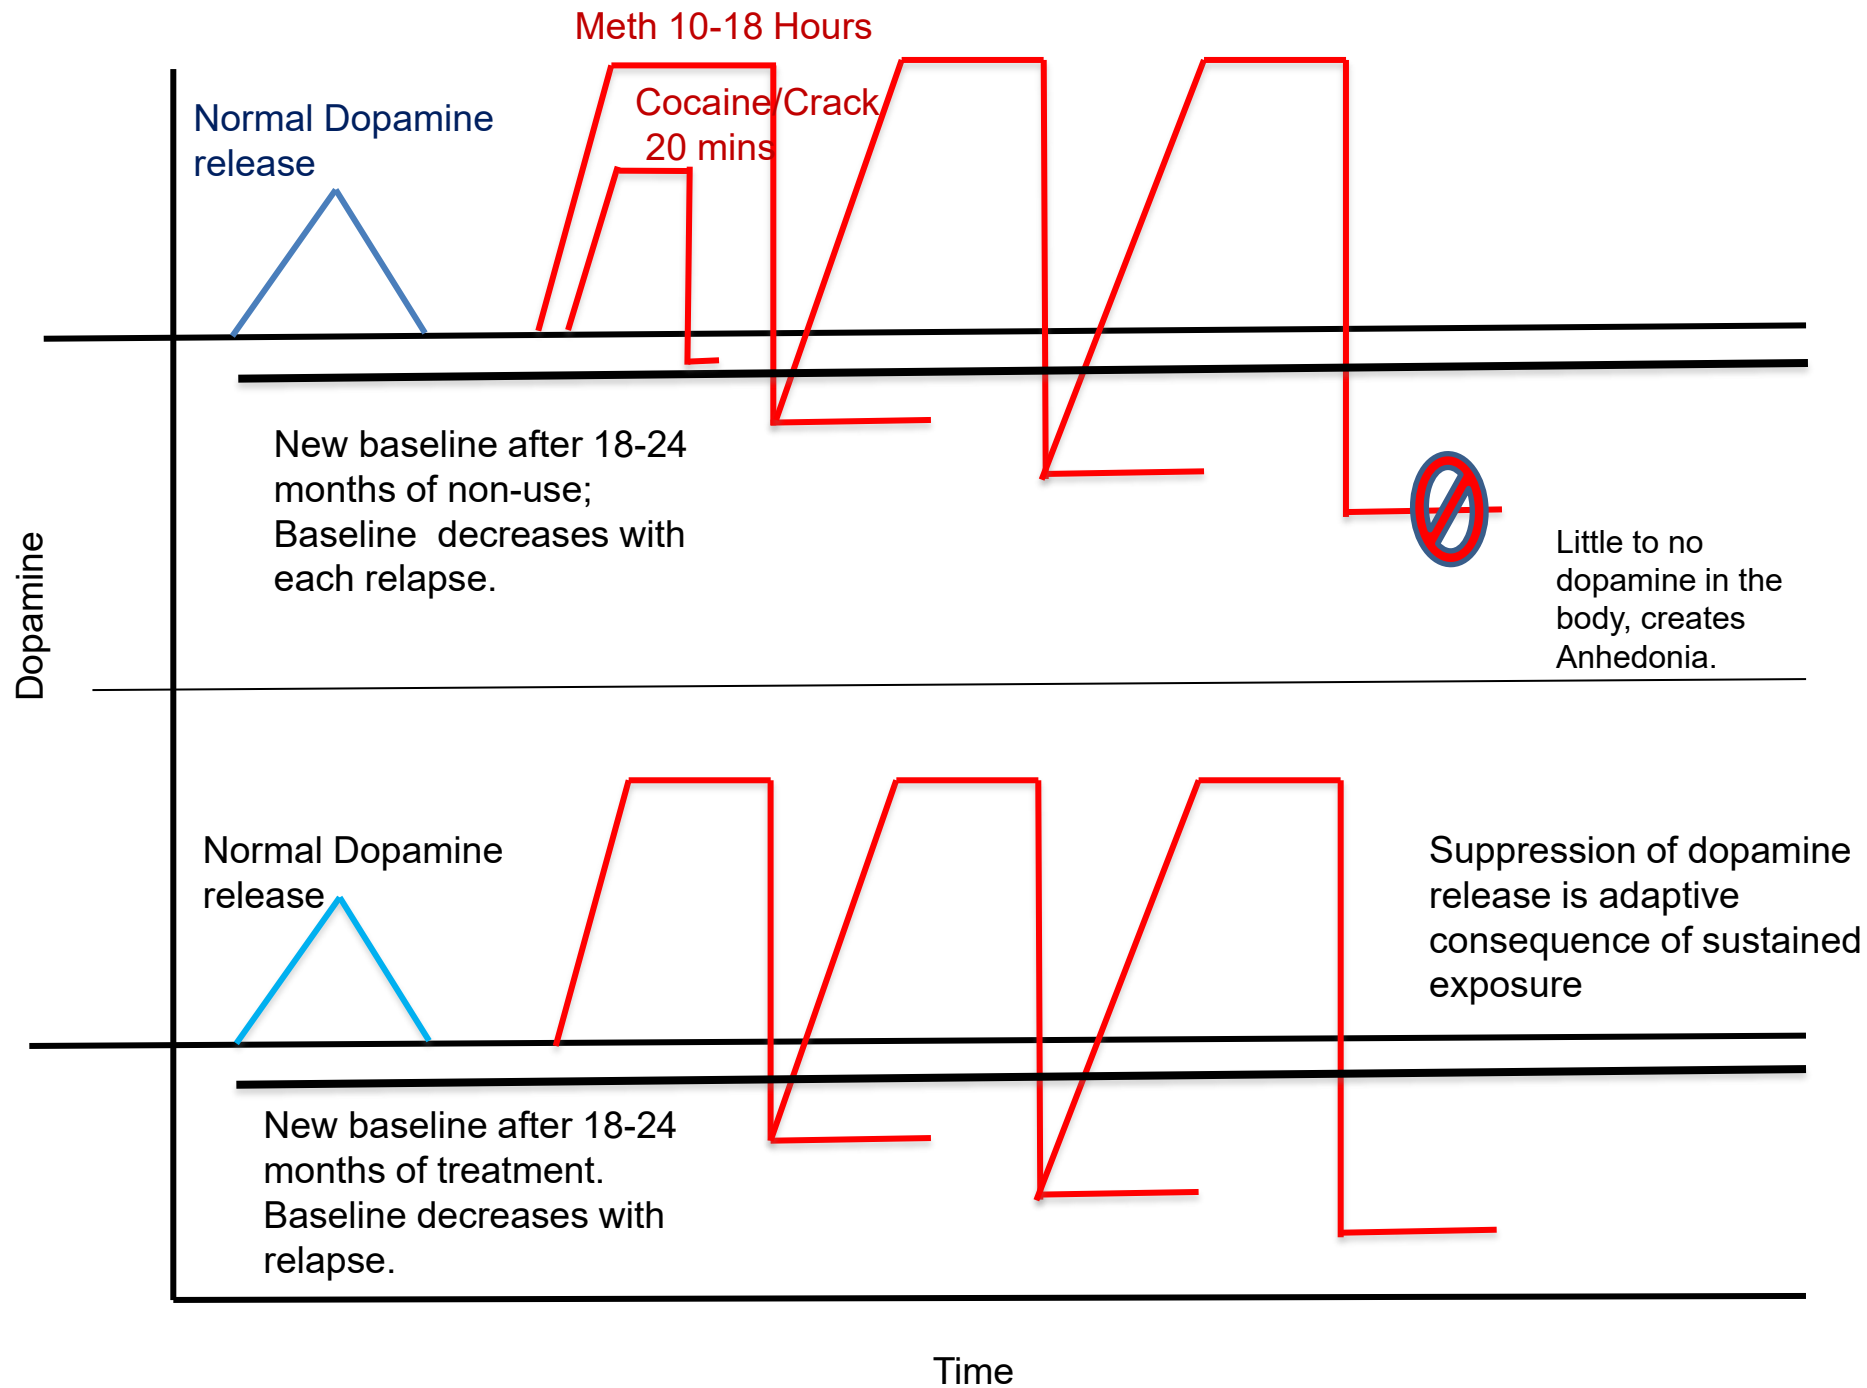 Meth 10-18 Hours
Cocaine/Crack
20 mins
Normal Dopamine
release
New baseline after 18-24
months of non-use;
Baseline  decreases with
each relapse.
Little to no
dopamine in the
body, creates
Anhedonia.
Dopamine
Normal Dopamine
release
Suppression of dopamine
release is adaptive
consequence of sustained
exposure
New baseline after 18-24
months of treatment.
Baseline decreases with
relapse.
Time